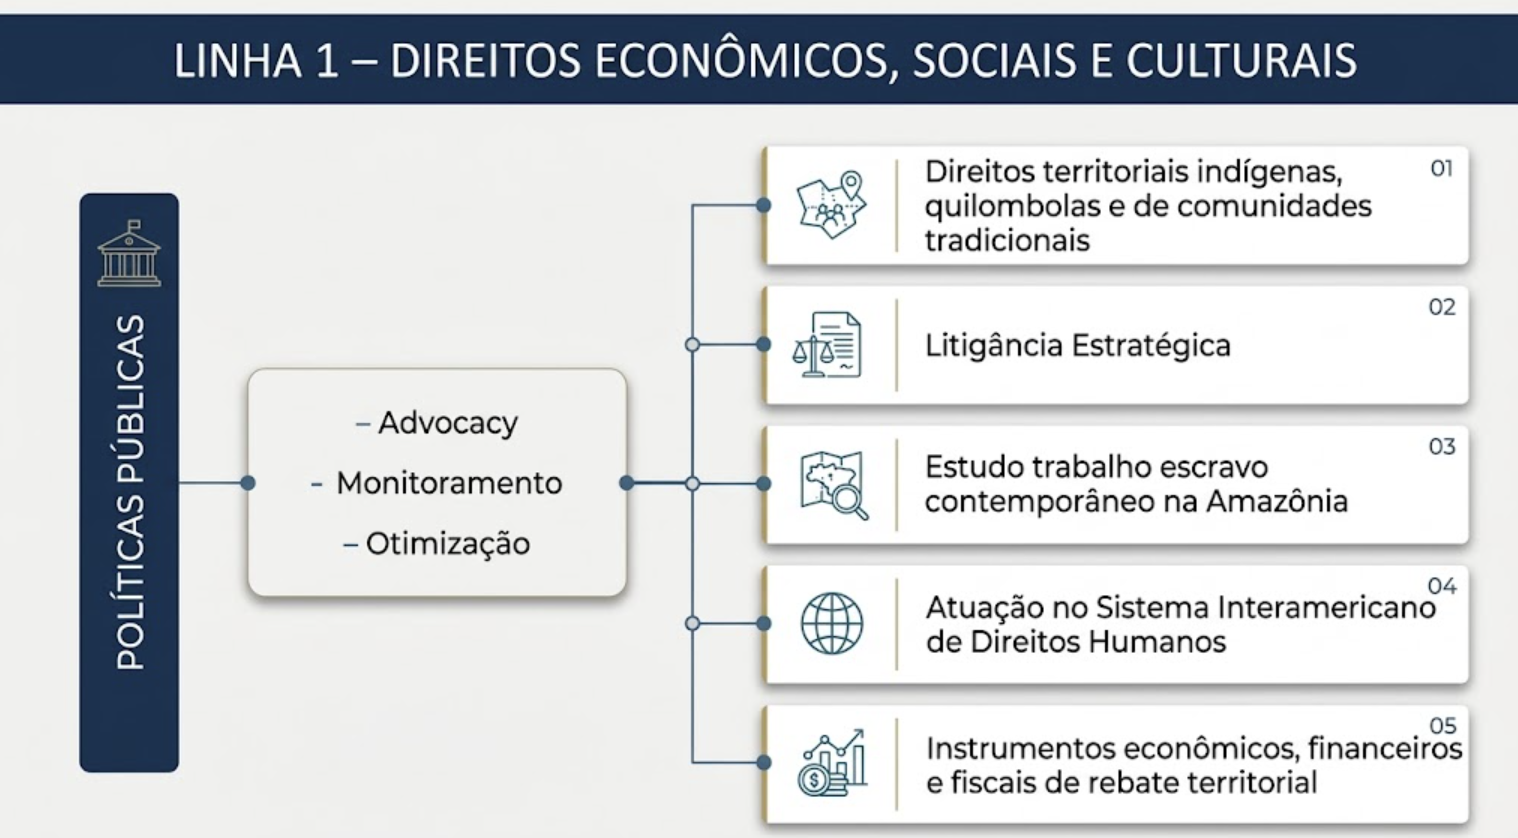 LINHA 1 – DIREITOS ECONÔMICOS, SOCIAIS E CULTURAIS
POLÍTICAS PÚBLICAS
– Advocacy
- Monitoramento
– Otimização
01
Direitos territoriais indígenas,
quilombolas e de comunidades
tradicionais
02
Litigância Estratégica
03
Estudo trabalho escravo
contemporâneo na Amazônia
04
Atuação no Sistema Interamericano
de Direitos Humanos
05
Instrumentos econômicos, financeiros
e fiscais de rebate territorial
$